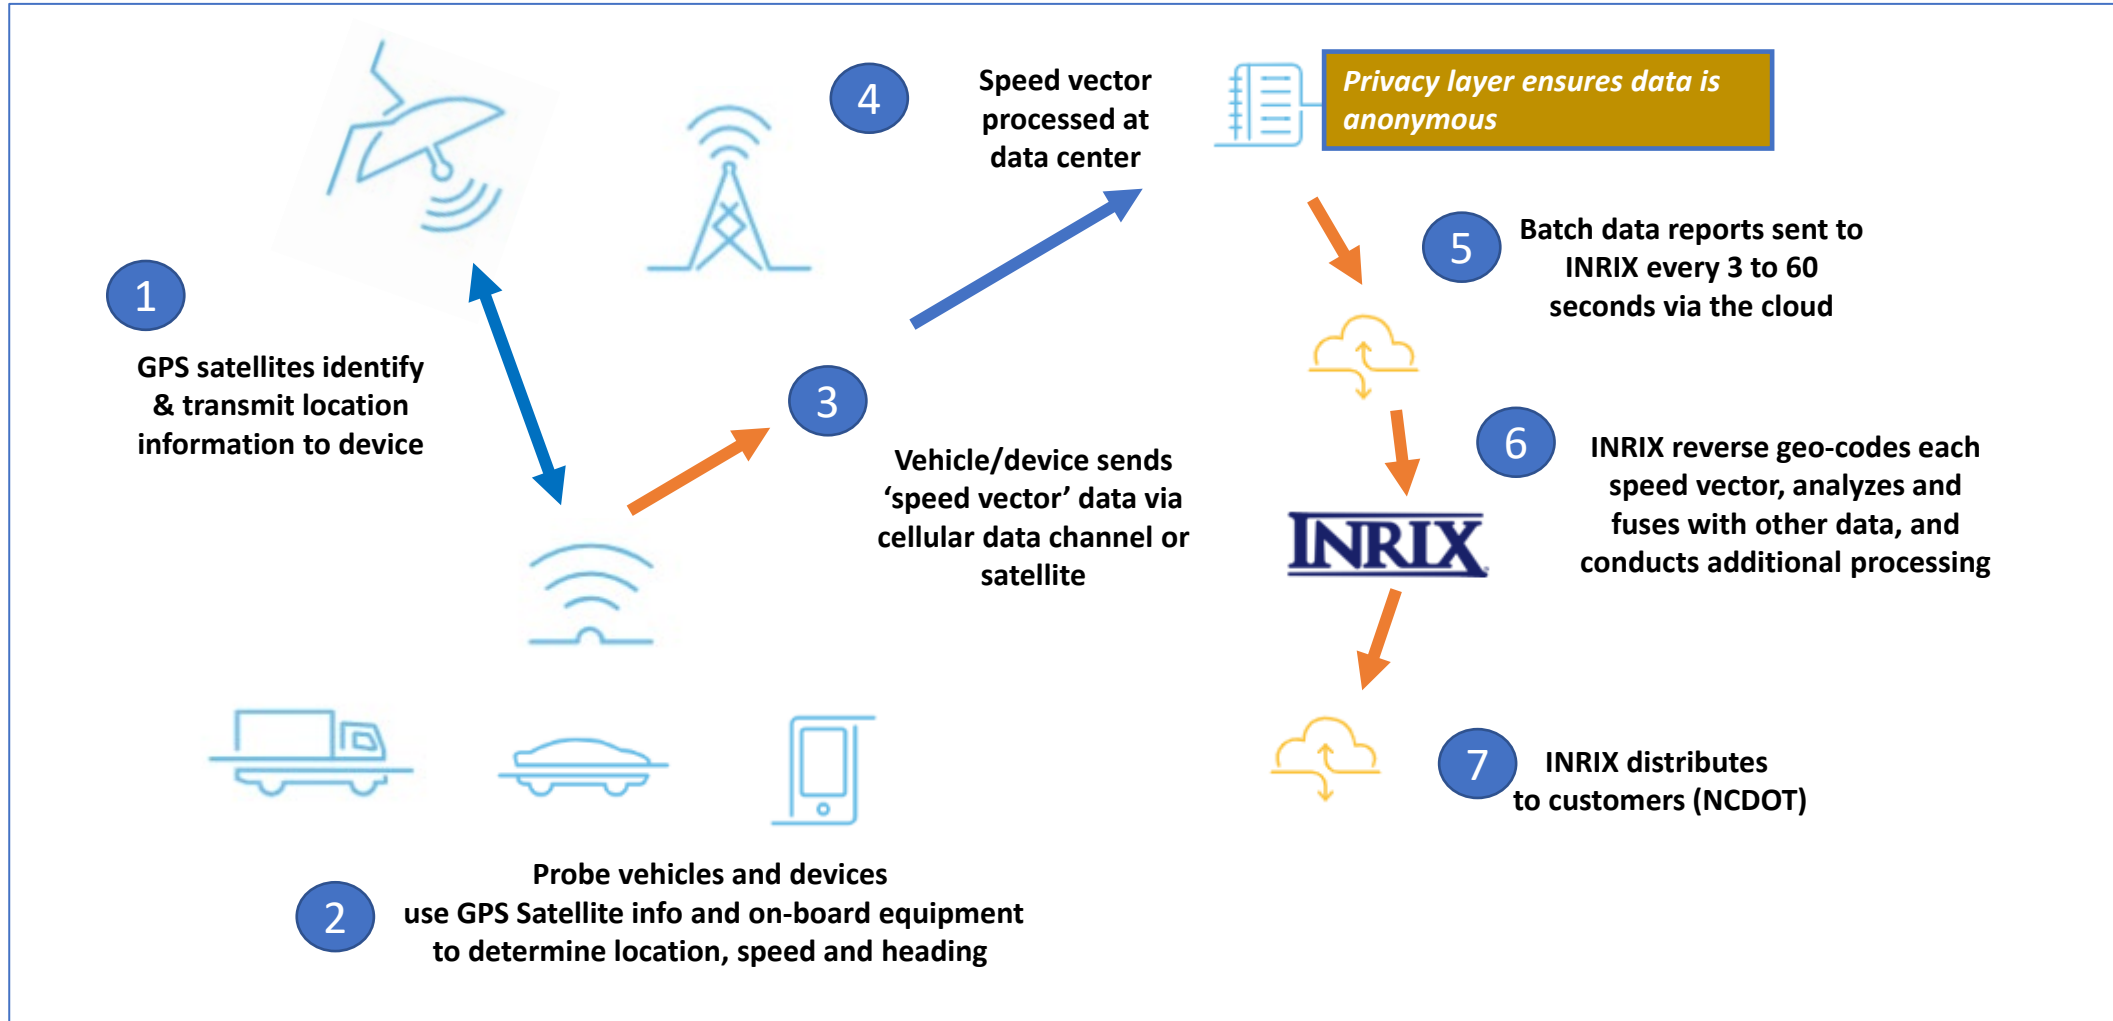 1
GPS satellites identify
& transmit location
information to device
2
Probe vehicles and devices
use GPS Satellite info and on-board equipment
to determine location, speed and heading
3
Vehicle/device sends
‘speed vector’ data via
cellular data channel or
satellite
4
Speed vector
processed at
data center
Privacy layer ensures data is
anonymous
5
Batch data reports sent to
INRIX every 3 to 60
seconds via the cloud
6
INRIX reverse geo-codes each
speed vector, analyzes and
fuses with other data, and
conducts additional processing
INRIX
7
INRIX distributes
to customers (NCDOT)